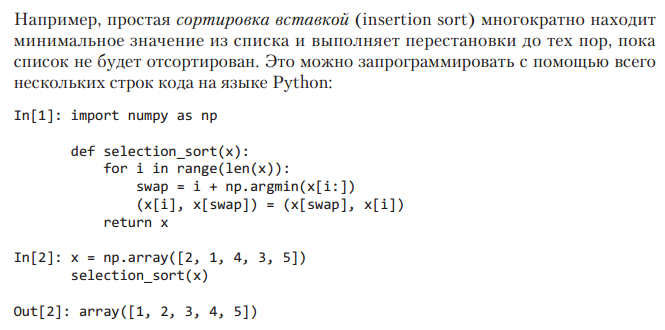 Например, простая сортировка вставкой (insertion sort) многократно находит
минимальное значение из списка и выполняет перестановки до тех пор, пока
список не будет отсортирован. Это можно запрограммировать с помощью всего
нескольких строк кода на языке Python:
In[1]: import numpy as np
       def selection_sort(x):
           for i in range(len(x)):
               swap = i + np.argmin(x[i:])
               (x[i], x[swap]) = (x[swap], x[i])
           return x
In[2]: x = np.array([2, 1, 4, 3, 5])
       selection_sort(x)
Out[2]: array([1, 2, 3, 4, 5])